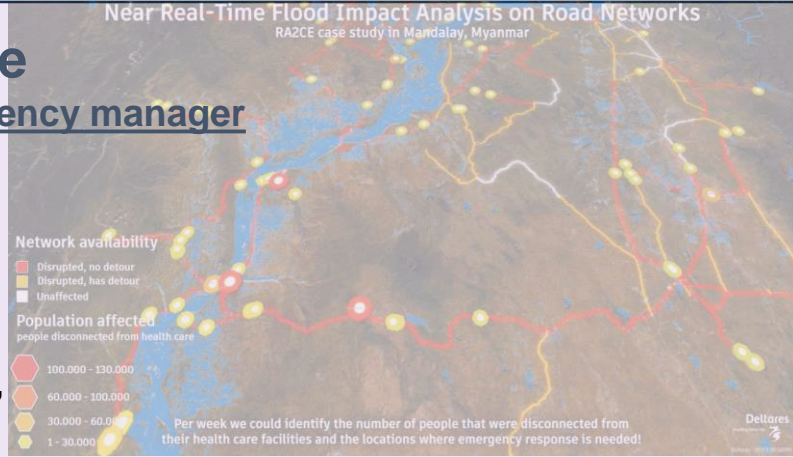 Near Real-Time Flood Impact Analysis on Road Networks
RA2CE case study in Mandalay, Myanmar
e
ency manager
Network availability
Disrupted, no detour
Disrupted, has detour
Unaffected
Population affected
people disconnected from health care
100.000 - 130.000
60.000 - 100.000
30.000 - 60.00
1 - 30.000
,
Per week we could identify the number of people that were disconnected from
their health care facilities and the locations where emergency response is needed!
Deltares